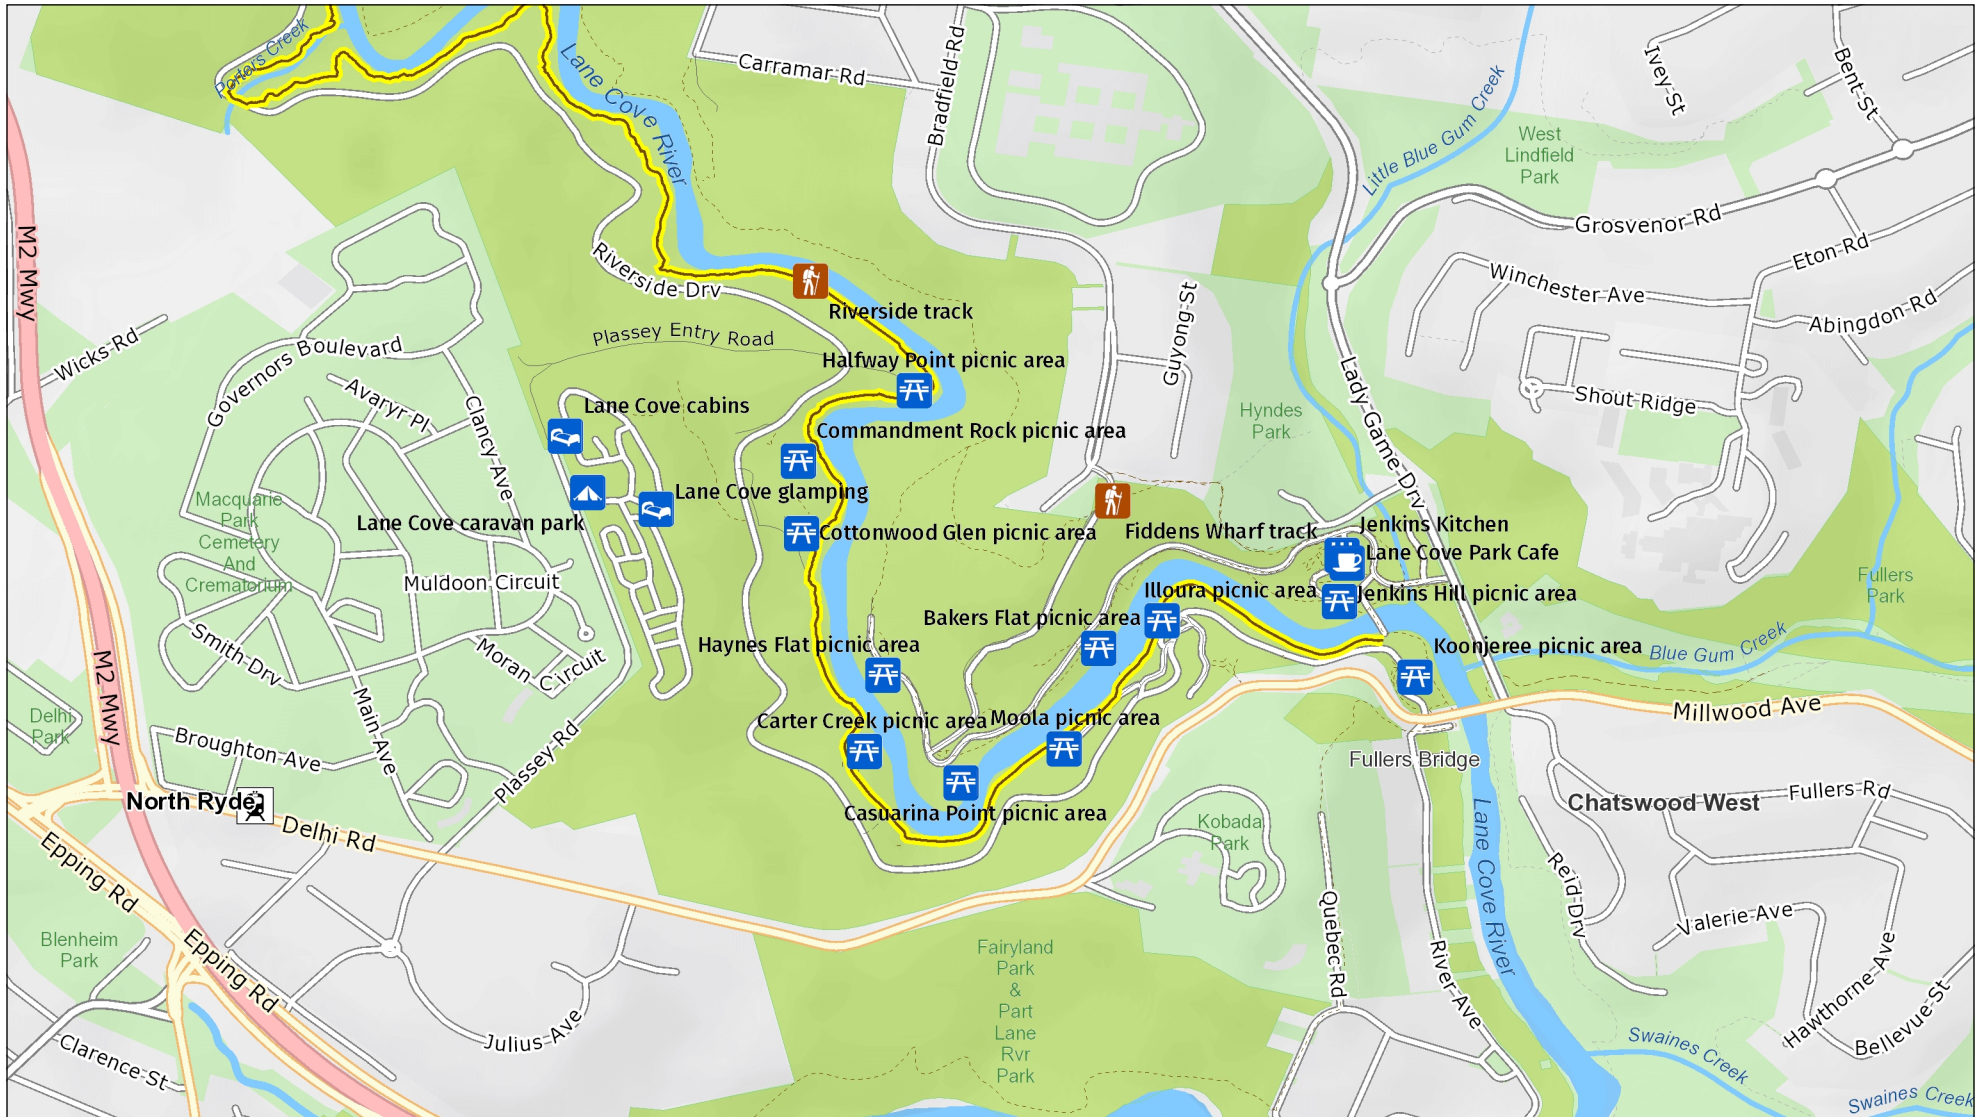 Porters Creek
Lane Cove River
Carramar Rd
Bradfield Rd
Ivey St
Bent St
Little Blue Gum Creek
West
Lindfield
Park
Grosvenor Rd
Eton Rd
Winchester Ave
Abingdon Rd
M2 Mwy
Riverside Drv
Riverside track
Guyong St
Wicks Rd
Governors Boulevard
Plassey Entry Road
Halfway Point picnic area
Lady Game Drv
Shout Ridge
Avaryr Pl
Clancy Ave
Lane Cove cabins
Commandment Rock picnic area
Hyndes
Park
Macquarie
Park
Cemetery
And
Crematorium
Lane Cove glamping
Lane Cove caravan park
Cottonwood Glen picnic area
Fiddens Wharf track
Jenkins Kitchen
Lane Cove Park Cafe
Muldoon Circuit
Illoura picnic area
Jenkins Hill picnic area
Fullers
Park
Bakers Flat picnic area
Haynes Flat picnic area
Koonjeree picnic area
Blue Gum Creek
Smith Drv
Moran Circuit
M2 Mwy
Main Ave
Delhi
Park
Carter Creek picnic area
Moola picnic area
Millwood Ave
Broughton Ave
Plassey Rd
Fullers Bridge
North Ryde
Delhi Rd
Casuarina Point picnic area
Kobada
Park
Chatswood West
Fullers Rd
Epping Rd
Lane Cove River
Reid Drv
Quebec Rd
Valerie Ave
Blenheim
Park
Epping Rd
Fairyland
Park
&
Part
Lane
Rvr
Park
River Ave
Hawthorne Ave
Bellevue St
Julius Ave
Clarence St
Swaines Creek
Swaines Creek